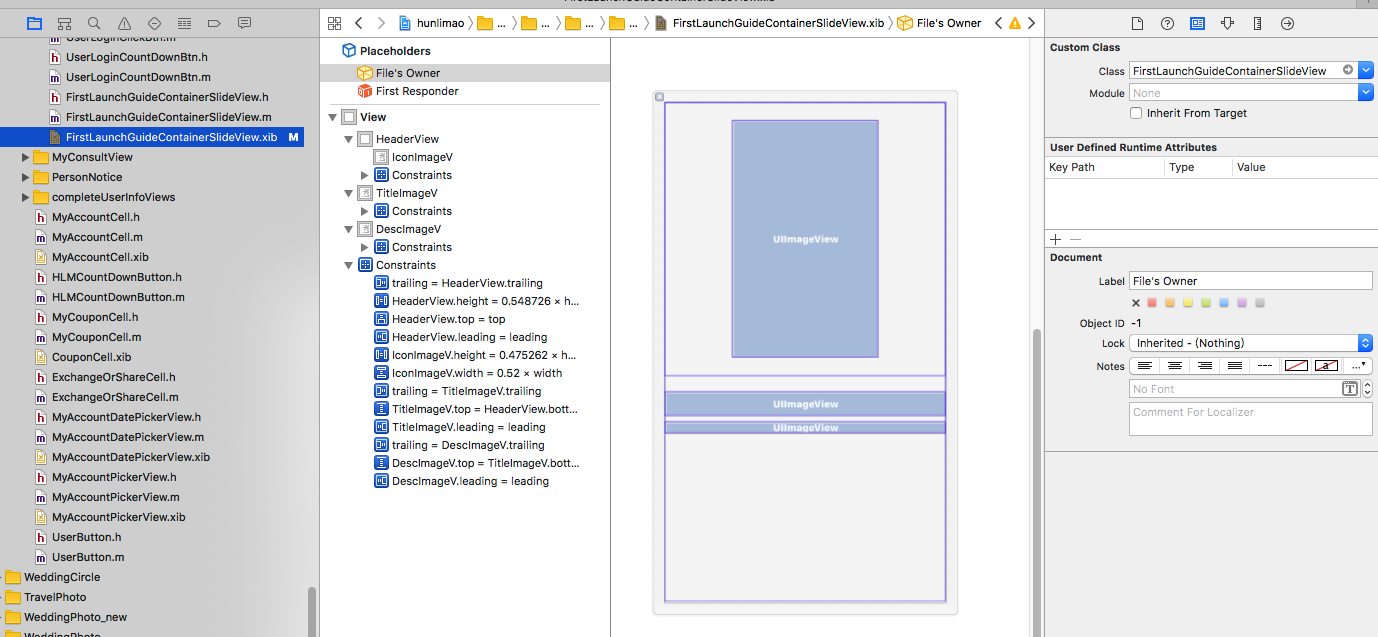 FirstLaunchGuideContainerSlideView.xib
hunlimao
...
...
...
...
FirstLaunchGuideContainerSlideView.xib
File's Owner
UserLoginClickBtn.m
UserLoginCountDownBtn.h
UserLoginCountDownBtn.m
FirstLaunchGuideContainerSlideView.h
FirstLaunchGuideContainerSlideView.m
FirstLaunchGuideContainerSlideView.xib M
MyConsultView
PersonNotice
completeUserInfoViews
MyAccountCell.h
MyAccountCell.m
MyAccountCell.xib
HLMCountDownButton.h
HLMCountDownButton.m
MyCouponCell.h
MyCouponCell.m
CouponCell.xib
ExchangeOrShareCell.h
ExchangeOrShareCell.m
MyAccountDatePickerView.h
MyAccountDatePickerView.m
MyAccountDatePickerView.xib
MyAccountPickerView.h
MyAccountPickerView.m
MyAccountPickerView.xib
UserButton.h
UserButton.m
WeddingCircle
TravelPhoto
WeddingPhoto_new
WeddingPhoto
Placeholders
File's Owner
First Responder
View
HeaderView
IconImageV
Constraints
TitleImageV
Constraints
DescImageV
Constraints
Constraints
trailing = HeaderView.trailing
HeaderView.height = 0.548726 × h...
HeaderView.top = top
HeaderView.leading = leading
IconImageV.height = 0.475262 × h...
IconImageV.width = 0.52 × width
trailing = TitleImageV.trailing
TitleImageV.top = HeaderView.bott...
TitleImageV.leading = leading
trailing = DescImageV.trailing
DescImageV.top = TitleImageV.bott...
DescImageV.leading = leading
UIImageView
UIImageView
UIImageView
Custom Class
Class FirstLaunchGuideContainerSlideView
Module None
Inherit From Target
User Defined Runtime Attributes
Key Path Type Value
Document
Label File's Owner
Object ID -1
Lock Inherited - (Nothing)
Notes
a
...
No Font T
Comment For Localizer